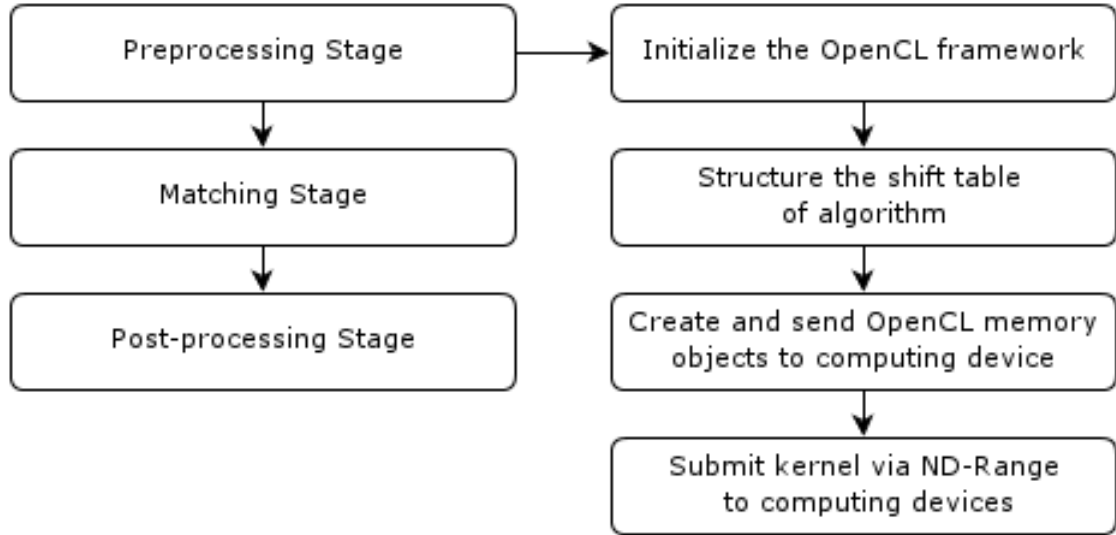 Preprocessing Stage
Matching Stage
Post-processing Stage
Initialize the OpenCL framework
Structure the shift table
of algorithm
Create and send OpenCL memory
objects to computing device
Submit kernel via ND-Range
to computing devices